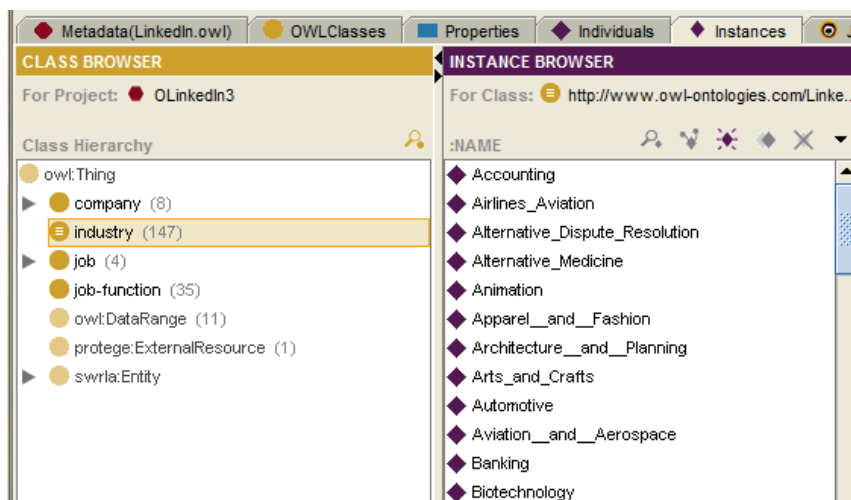 Metadata(LinkedIn.owl) OWLClasses Properties Individuals Instances J
CLASS BROWSER
For Project: OLinkedIn3
Class Hierarchy
owl:Thing
company (8)
industry (147)
job (4)
job-function (35)
owl:DataRange (11)
protege:ExternalResource (1)
swrla:Entity
INSTANCE BROWSER
For Class: http://www.owl-ontologies.com/Linke...
:NAME
Accounting
Airlines_Aviation
Alternative_Dispute_Resolution
Alternative_Medicine
Animation
Apparel__and__Fashion
Architecture__and__Planning
Arts_and_Crafts
Automotive
Aviation__and__Aerospace
Banking
Biotechnology